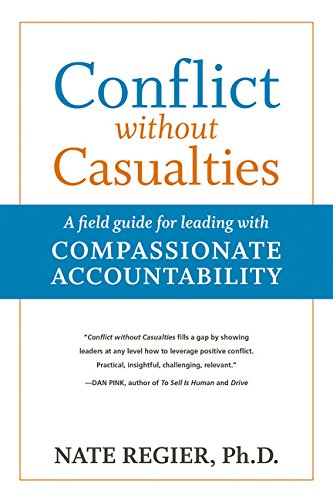 Conflict
without
Casualties
A field guide for leading with
COMPASSIONATE
ACCOUNTABILITY
"Conflict without Casualties fills a gap by showing
leaders at any level how to leverage positive conflict.
Practical, insightful, challenging, relevant."
—DAN PINK, author of To Sell Is Human and Drive
NATE REGIER, Ph.D.